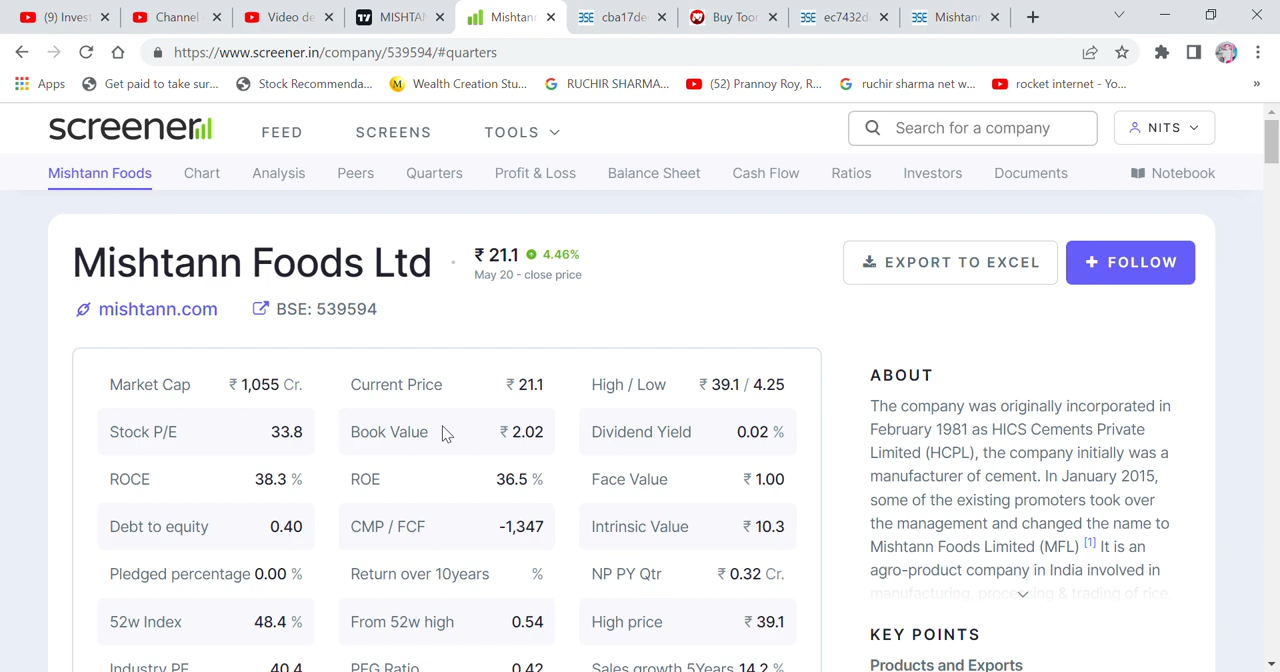 (9) Invest
Channel
Video de
MISHTAN
Mishtann
cba17de
Buy Toor
ec7432d
Mishtann
https://www.screener.in/company/539594/#quarters
Apps Get paid to take sur... Stock Recommenda... Wealth Creation Stu... RUCHIR SHARMA... (52) Prannoy Roy, R... ruchir sharma net w... rocket internet - Yo... »
screener FEED SCREENS TOOLS Search for a company NITS
Mishtann Foods Chart Analysis Peers Quarters Profit & Loss Balance Sheet Cash Flow Ratios Investors Documents Notebook
Mishtann Foods Ltd · ₹ 21.1 4.46%
May 20 - close price
EXPORT TO EXCEL + FOLLOW
mishtann.com BSE: 539594
Market Cap ₹ 1,055 Cr. Current Price ₹ 21.1 High / Low ₹ 39.1 / 4.25
Stock P/E 33.8 Book Value ₹ 2.02 Dividend Yield 0.02 %
ROCE 38.3 % ROE 36.5 % Face Value ₹ 1.00
Debt to equity 0.40 CMP / FCF -1,347 Intrinsic Value ₹ 10.3
Pledged percentage 0.00 % Return over 10years % NP PY Qtr ₹ 0.32 Cr.
52w Index 48.4 % From 52w high 0.54 High price ₹ 39.1
Industry PE 40.4 PEG Ratio 0.42 Sales growth 5Years 14.2 %
ABOUT
The company was originally incorporated in
February 1981 as HICS Cements Private
Limited (HCPL), the company initially was a
manufacturer of cement. In January 2015,
some of the existing promoters took over
the management and changed the name to
Mishtann Foods Limited (MFL) [1] It is an
agro-product company in India involved in
manufacturing, processing & trading of rice,
KEY POINTS
Products and Exports